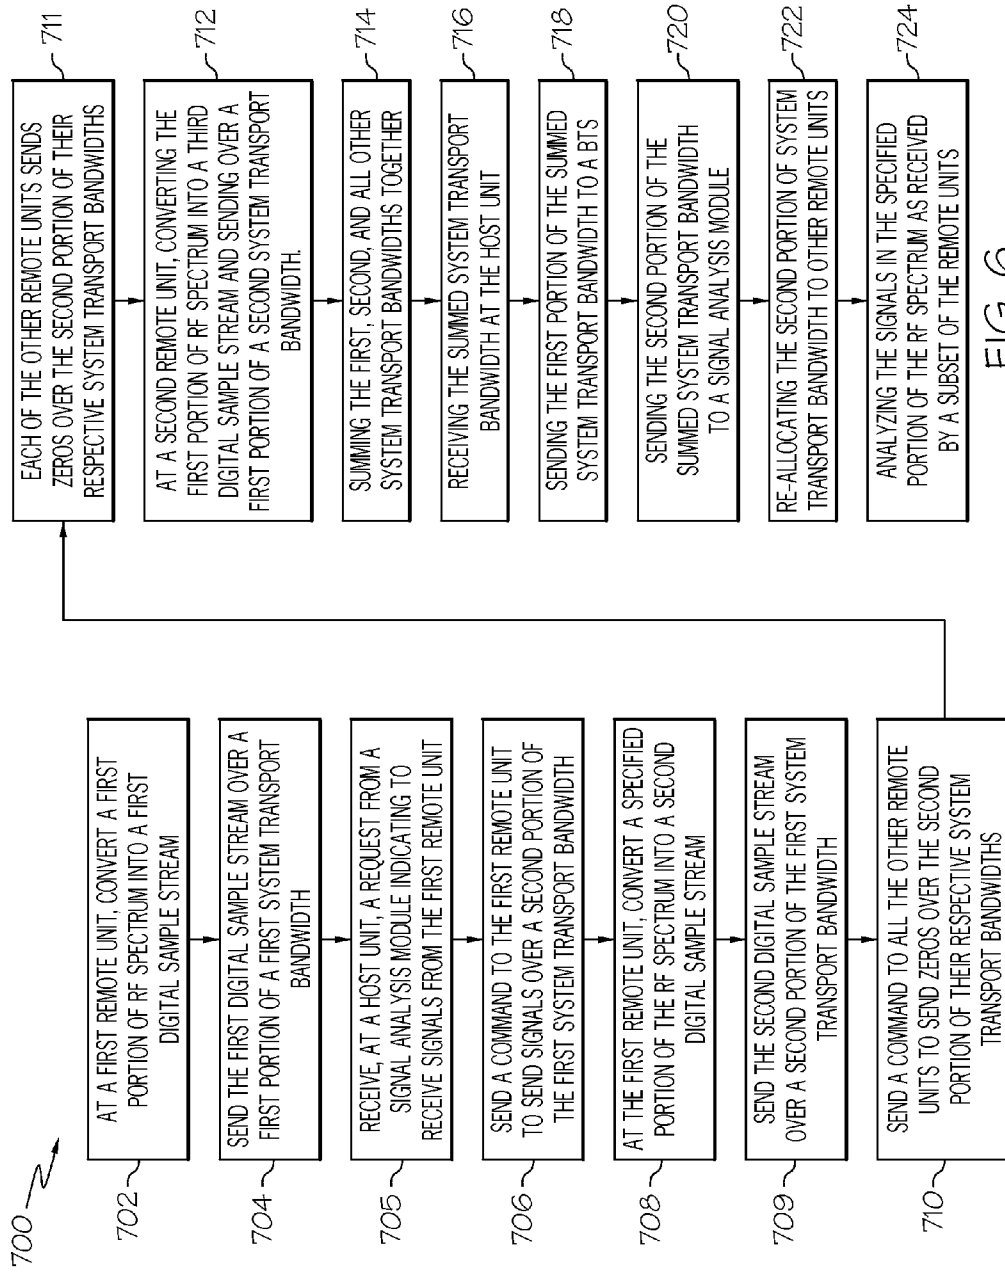 700
702
AT A FIRST REMOTE UNIT, CONVERT A FIRST
PORTION OF RF SPECTRUM INTO A FIRST
DIGITAL SAMPLE STREAM
704
SEND THE FIRST DIGITAL SAMPLE STREAM OVER A
FIRST PORTION OF A FIRST SYSTEM TRANSPORT
BANDWIDTH
705
RECEIVE, AT A HOST UNIT, A REQUEST FROM A
SIGNAL ANALYSIS MODULE INDICATING TO
RECEIVE SIGNALS FROM THE FIRST REMOTE UNIT
706
SEND A COMMAND TO THE FIRST REMOTE UNIT
TO SEND SIGNALS OVER A SECOND PORTION OF
THE FIRST SYSTEM TRANSPORT BANDWIDTH
708
AT THE FIRST REMOTE UNIT, CONVERT A SPECIFIED
PORTION OF THE RF SPECTRUM INTO A SECOND
DIGITAL SAMPLE STREAM
709
SEND THE SECOND DIGITAL SAMPLE STREAM
OVER A SECOND PORTION OF THE FIRST SYSTEM
TRANSPORT BANDWIDTH
710
SEND A COMMAND TO ALL THE OTHER REMOTE
UNITS TO SEND ZEROS OVER THE SECOND
PORTION OF THEIR RESPECTIVE SYSTEM
TRANSPORT BANDWIDTHS
711
EACH OF THE OTHER REMOTE UNITS SENDS
ZEROS OVER THE SECOND PORTION OF THEIR
RESPECTIVE SYSTEM TRANSPORT BANDWIDTHS
712
AT A SECOND REMOTE UNIT, CONVERTING THE
FIRST PORTION OF RF SPECTRUM INTO A THIRD
DIGITAL SAMPLE STREAM AND SENDING OVER A
FIRST PORTION OF A SECOND SYSTEM TRANSPORT
BANDWIDTH.
714
SUMMING THE FIRST, SECOND, AND ALL OTHER
SYSTEM TRANSPORT BANDWIDTHS TOGETHER
716
RECEIVING THE SUMMED SYSTEM TRANSPORT
BANDWIDTH AT THE HOST UNIT
718
SENDING THE FIRST PORTION OF THE SUMMED
SYSTEM TRANSPORT BANDWIDTH TO A BTS
720
SENDING THE SECOND PORTION OF THE
SUMMED SYSTEM TRANSPORT BANDWIDTH
TO A SIGNAL ANALYSIS MODULE
722
RE-ALLOCATING THE SECOND PORTION OF SYSTEM
TRANSPORT BANDWIDTH TO OTHER REMOTE UNITS
724
ANALYZING THE SIGNALS IN THE SPECIFIED
PORTION OF THE RF SPECTRUM AS RECEIVED
BY A SUBSET OF THE REMOTE UNITS
FIG. 6